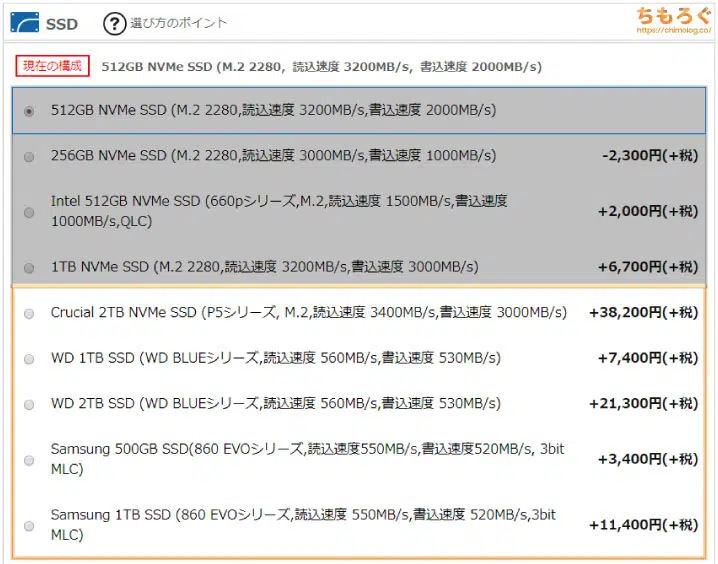 SSD ? 選び方のポイント
ちもろぐ
https://chimolog.co/
現在の構成 512GB NVMe SSD (M.2 2280, 読込速度 3200MB/s, 書込速度 2000MB/s)
512GB NVMe SSD (M.2 2280,読込速度 3200MB/s,書込速度 2000MB/s)
256GB NVMe SSD (M.2 2280,読込速度 3000MB/s,書込速度 1000MB/s) -2,300円(+税)
Intel 512GB NVMe SSD (660pシリーズ,M.2,読込速度 1500MB/s,書込速度
1000MB/s,QLC) +2,000円(+税)
1TB NVMe SSD (M.2 2280,読込速度 3200MB/s,書込速度 3000MB/s) +6,700円(+税)
Crucial 2TB NVMe SSD (P5シリーズ, M.2,読込速度 3400MB/s,書込速度 3000MB/s) +38,200円(+税)
WD 1TB SSD (WD BLUEシリーズ,読込速度 560MB/s,書込速度 530MB/s) +7,400円(+税)
WD 2TB SSD (WD BLUEシリーズ,読込速度 560MB/s,書込速度 530MB/s) +21,300円(+税)
Samsung 500GB SSD(860 EVOシリーズ,読込速度550MB/s,書込速度520MB/s, 3bit
MLC) +3,400円(+税)
Samsung 1TB SSD (860 EVOシリーズ,読込速度 550MB/s,書込速度 520MB/s,3bit
MLC) +11,400円(+税)